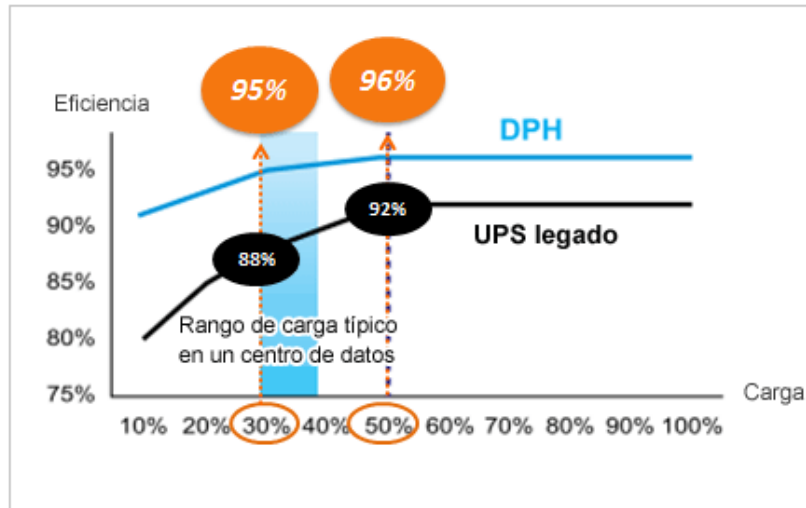 95%
96%
Eficiencia
DPH
95%
92%
90%
UPS legado
88%
85%
80%
Rango de carga típico
en un centro de datos
75%
Carga
10% 20% 30% 40% 50% 60% 70% 80% 90% 100%